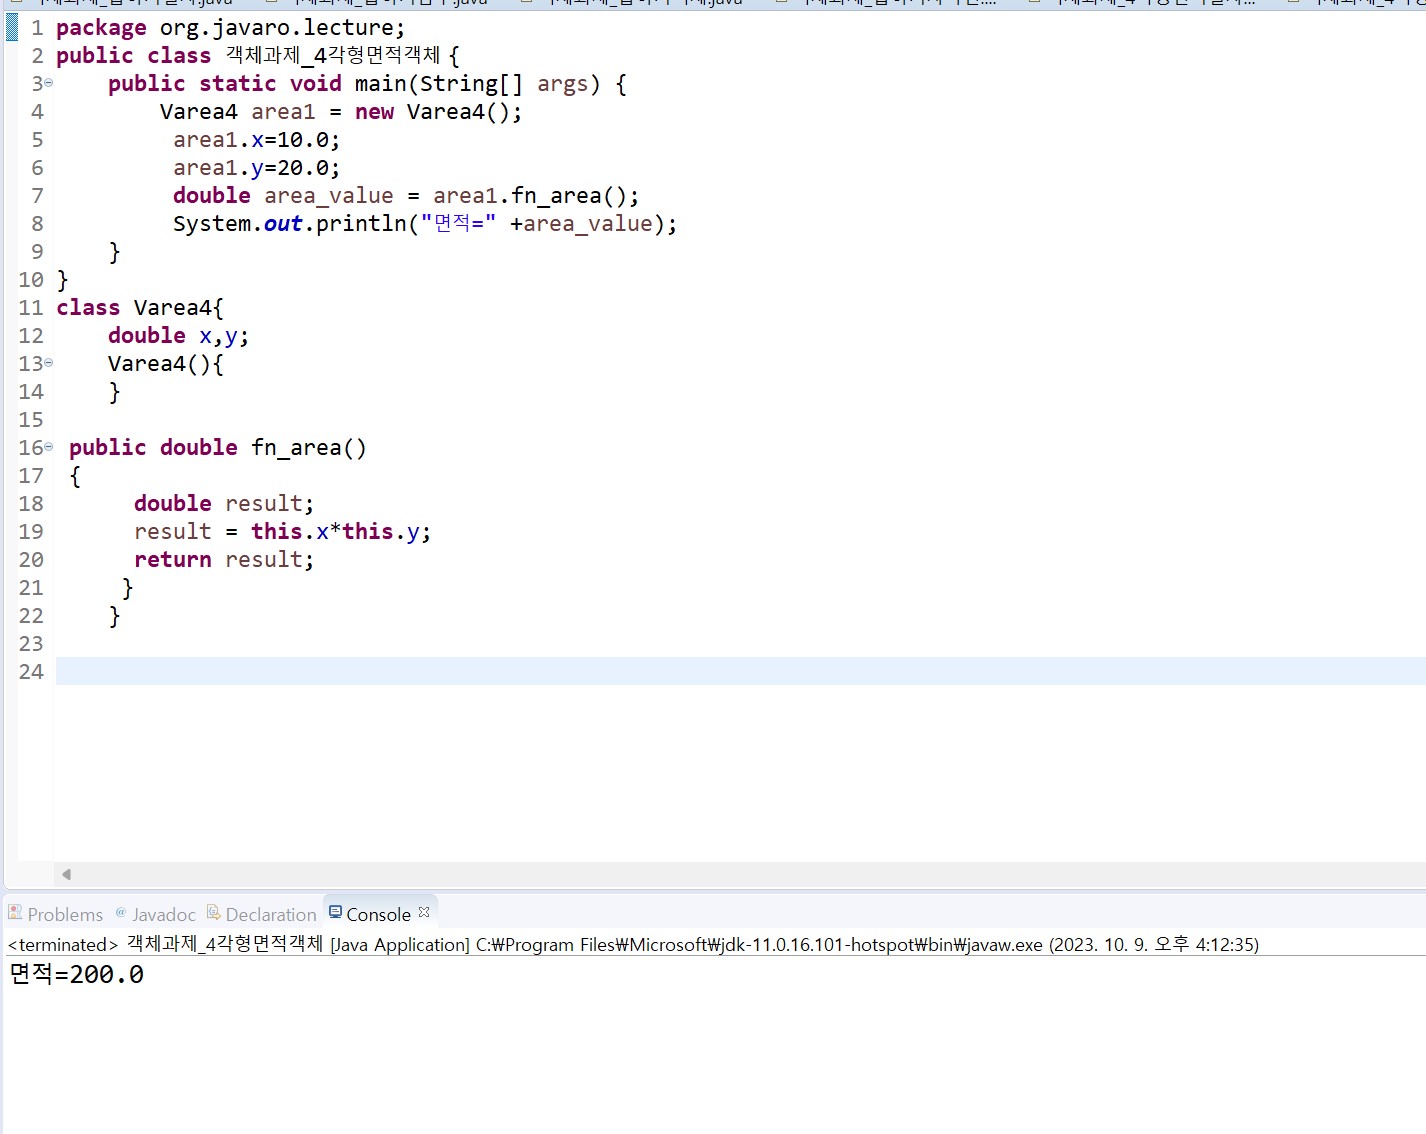 1 package org.javaro.lecture;
2 public class 객체과제_4각형면적객체 {
3 public static void main(String[] args) {
4 Varea4 area1 = new Varea4();
5 area1.x=10.0;
6 area1.y=20.0;
7 double area_value = area1.fn_area();
8 System.out.println("면적=" +area_value);
9 }
10 }
11 class Varea4{
12 double x,y;
13 Varea4(){
14 }
15
16 public double fn_area()
17 {
18 double result;
19 result = this.x*this.y;
20 return result;
21 }
22 }
23
24
Problems @ Javadoc Declaration Console
<terminated> 객체과제_4각형면적객체 [Java Application] C:₩Program Files₩Microsoft₩jdk-11.0.16.101-hotspot₩bin₩javaw.exe (2023. 10. 9. 오후 4:12:35)
면적=200.0